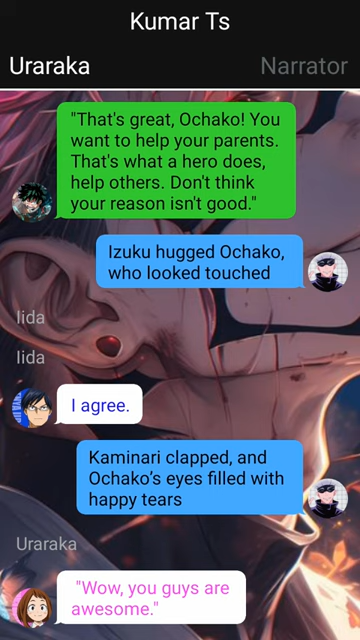 Kumar Ts
Uraraka
Narrator
"That's great, Ochako! You
want to help your parents.
That's what a hero does,
help others. Don't think
your reason isn't good."
Izuku hugged Ochako,
who looked touched
Iida
Iida
I agree.
Kaminari clapped, and
Ochako’s eyes filled with
happy tears
Uraraka
"Wow, you guys are
awesome."